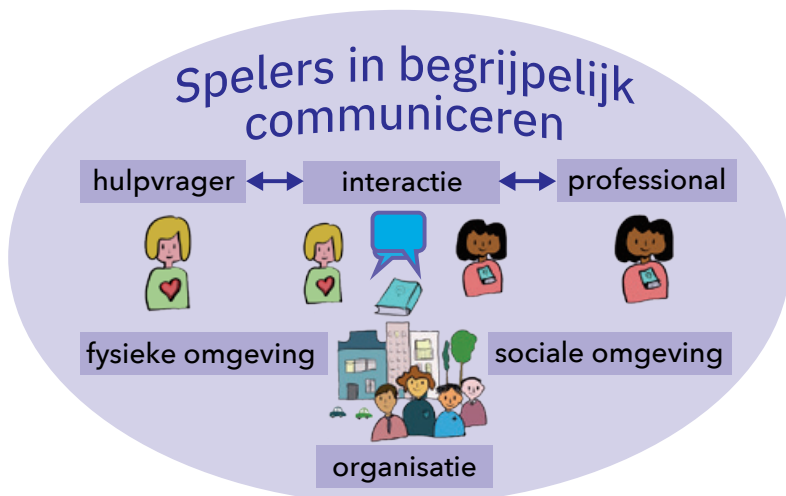 Spelers in begrijpelijk
communiceren
hulpvrager
interactie
professional
fysieke omgeving
sociale omgeving
organisatie